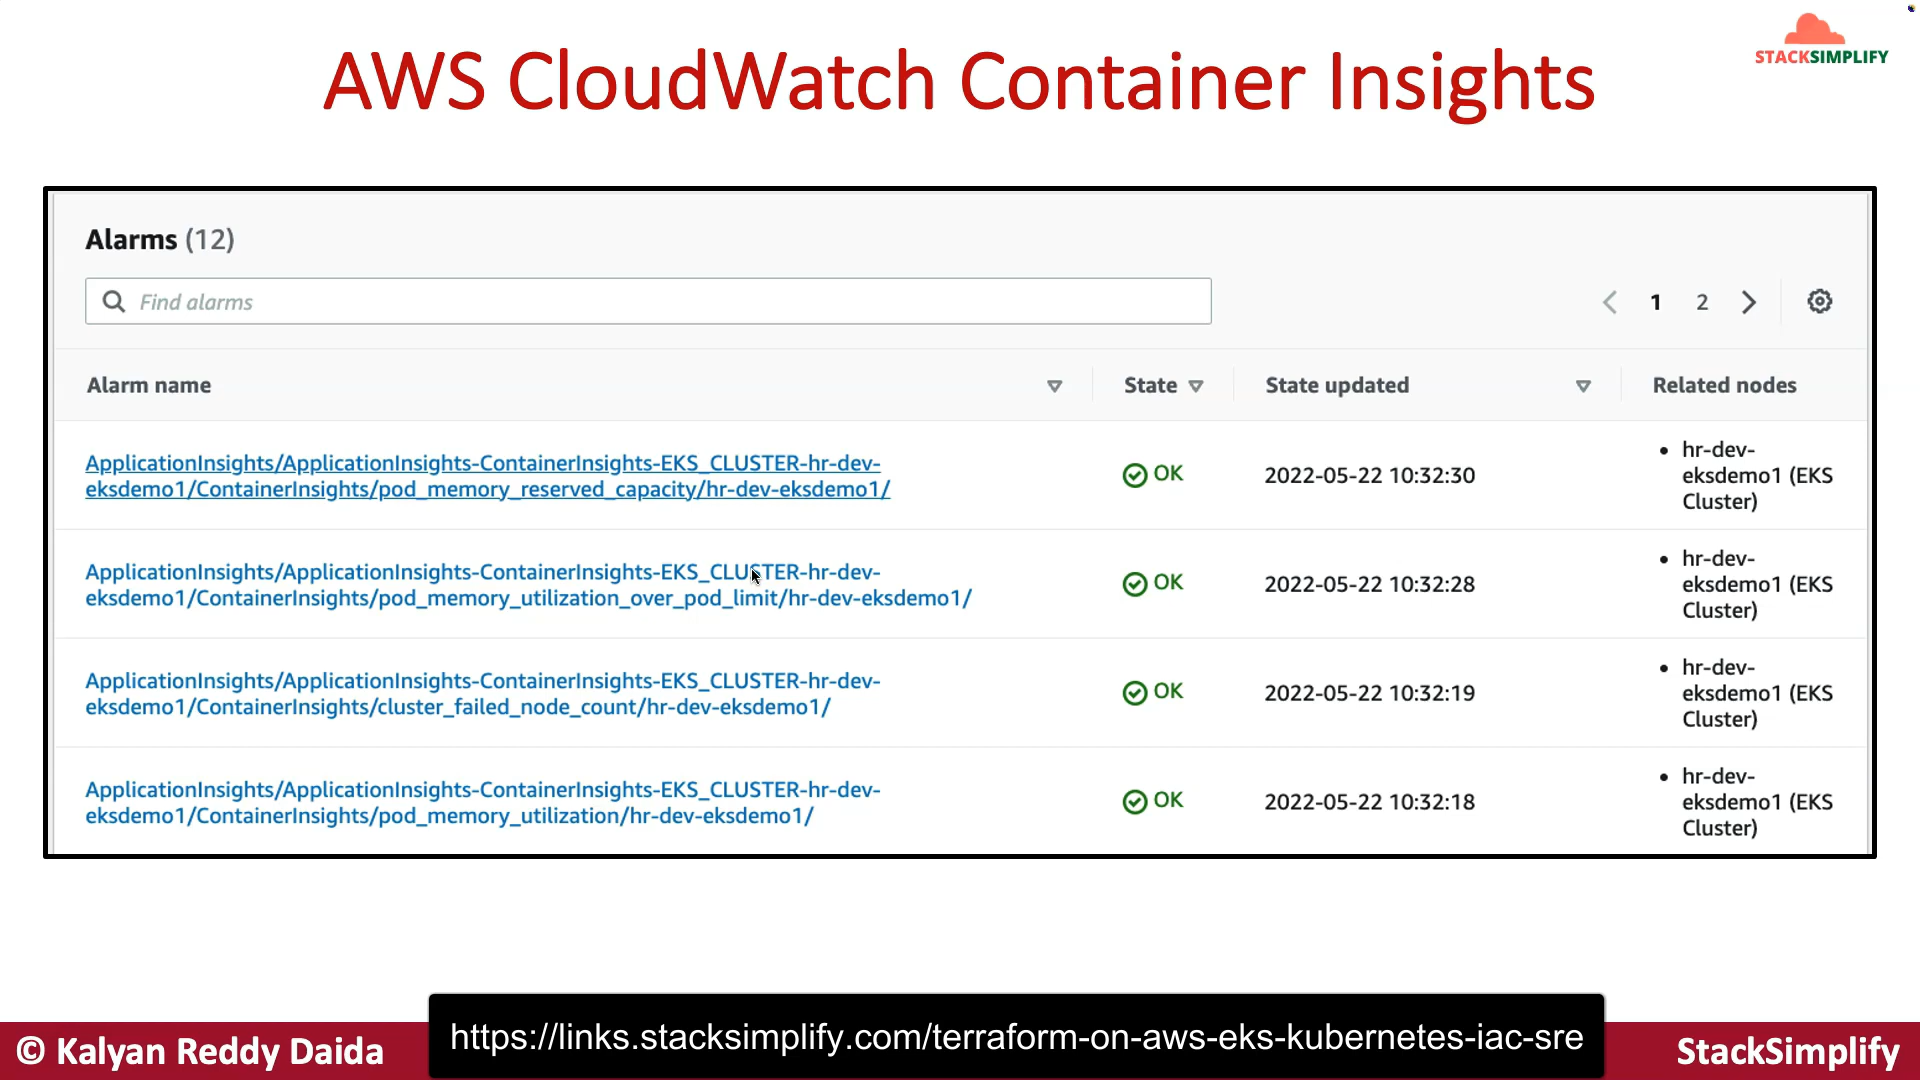 STACKSIMPLIFY
AWS CloudWatch Container Insights
Alarms (12)
Find alarms
1 2
Alarm name State State updated Related nodes
ApplicationInsights/ApplicationInsights-ContainerInsights-EKS_CLUSTER-hr-dev-
eksdemo1/ContainerInsights/pod_memory_reserved_capacity/hr-dev-eksdemo1/
OK
2022-05-22 10:32:30
• hr-dev-
eksdemo1 (EKS
Cluster)
ApplicationInsights/ApplicationInsights-ContainerInsights-EKS_CLUSTER-hr-dev-
eksdemo1/ContainerInsights/pod_memory_utilization_over_pod_limit/hr-dev-eksdemo1/
OK
2022-05-22 10:32:28
• hr-dev-
eksdemo1 (EKS
Cluster)
ApplicationInsights/ApplicationInsights-ContainerInsights-EKS_CLUSTER-hr-dev-
eksdemo1/ContainerInsights/cluster_failed_node_count/hr-dev-eksdemo1/
OK
2022-05-22 10:32:19
• hr-dev-
eksdemo1 (EKS
Cluster)
ApplicationInsights/ApplicationInsights-ContainerInsights-EKS_CLUSTER-hr-dev-
eksdemo1/ContainerInsights/pod_memory_utilization/hr-dev-eksdemo1/
OK
2022-05-22 10:32:18
• hr-dev-
eksdemo1 (EKS
Cluster)
© Kalyan Reddy Daida
https://links.stacksimplify.com/terraform-on-aws-eks-kubernetes-iac-sre
StackSimplify